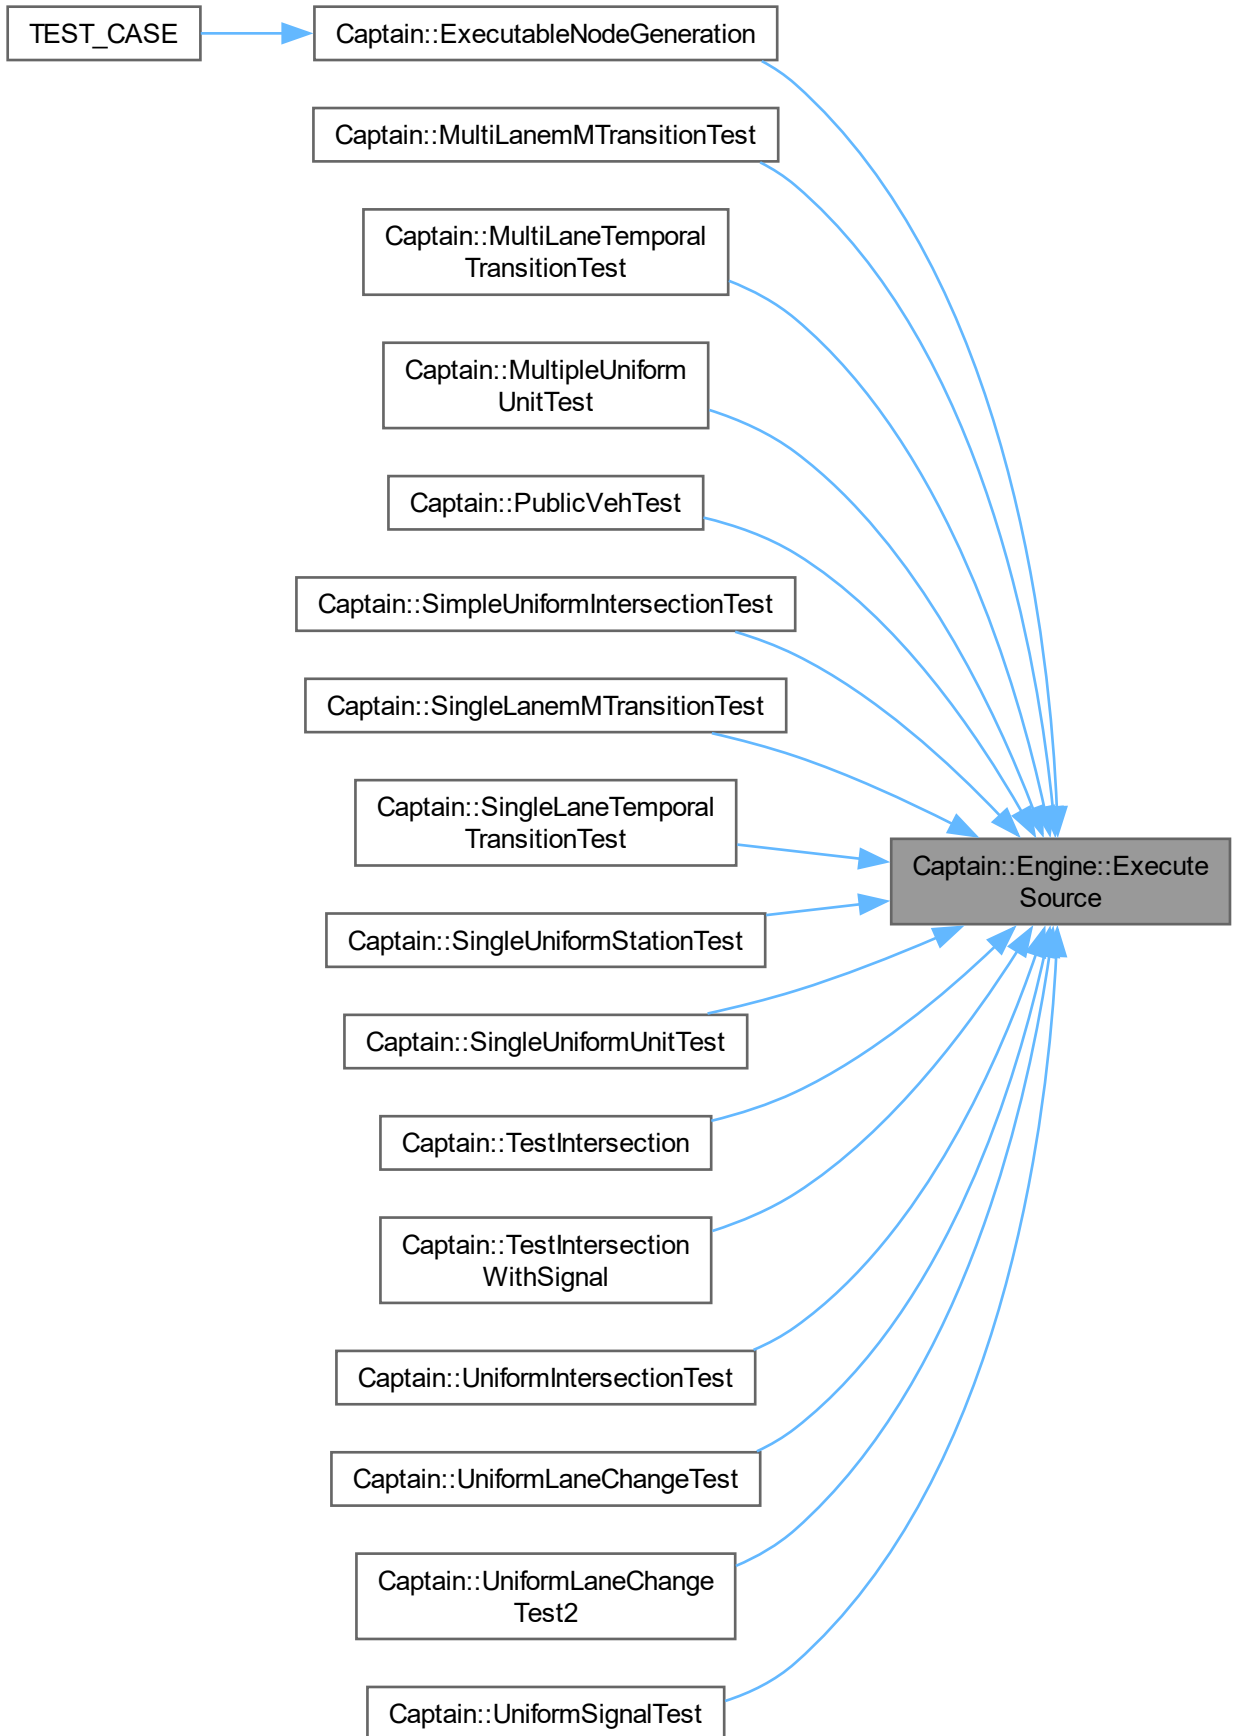 TEST_CASE
Captain::ExecutableNodeGeneration
Captain::MultiLanemMTransitionTest
Captain::MultiLaneTemporal
TransitionTest
Captain::MultipleUniform
UnitTest
Captain::PublicVehTest
Captain::SimpleUniformIntersectionTest
Captain::SingleLanemMTransitionTest
Captain::SingleLaneTemporal
TransitionTest
Captain::Engine::Execute
Source
Captain::SingleUniformStationTest
Captain::SingleUniformUnitTest
Captain::TestIntersection
Captain::TestIntersection
WithSignal
Captain::UniformIntersectionTest
Captain::UniformLaneChangeTest
Captain::UniformLaneChange
Test2
Captain::UniformSignalTest